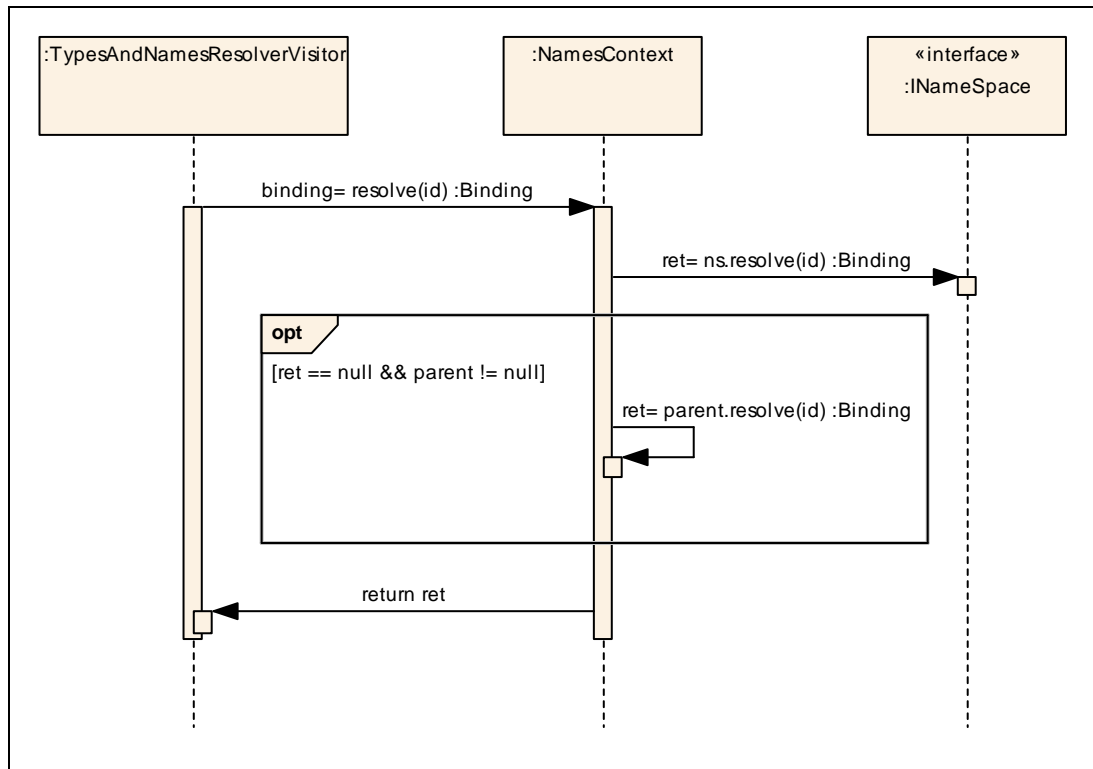 :TypesAndNamesResolverVisitor
:NamesContext
«interface»
:INameSpace
binding= resolve(id) :Binding
ret= ns.resolve(id) :Binding
opt
[ret == null && parent != null]
ret= parent.resolve(id) :Binding
return ret